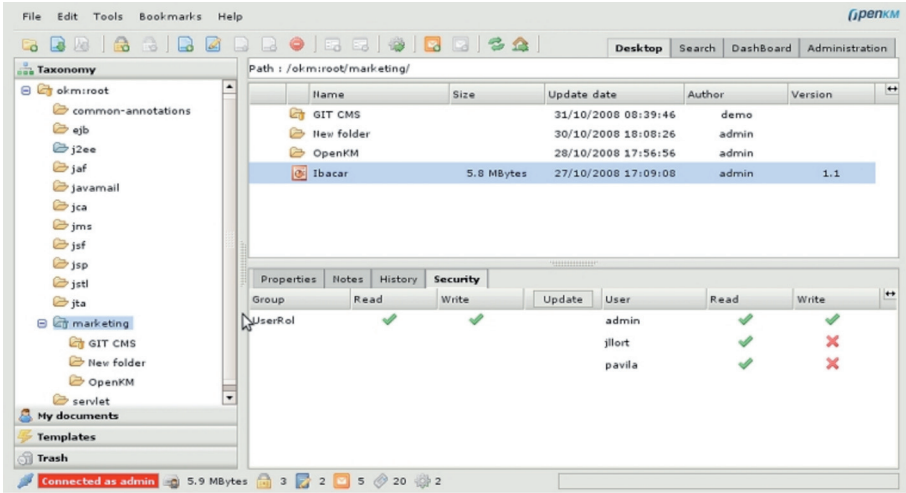 File Edit Tools Bookmarks Help
OpenKM
Desktop Search DashBoard Administration
Taxonomy
Path : /okm:root/marketing/
okm:root
common-annotations
ejb
j2ee
jaf
javamail
jca
jms
jsf
jsp
jstl
jta
marketing
GIT CMS
New folder
OpenKM
servlet
My documents
Templates
Trash
Name Size Update date Author Version
GIT CMS 31/10/2008 08:39:46 demo
New folder 30/10/2008 18:08:26 admin
OpenKM 28/10/2008 17:56:56 admin
Ibacar 5.8 MBytes 27/10/2008 17:09:08 admin 1.1
Properties Notes History Security
Group Read Write Update User Read Write
UserRol admin
jllort
pavila
Connected as admin 5.9 MBytes 3 2 5 20 2